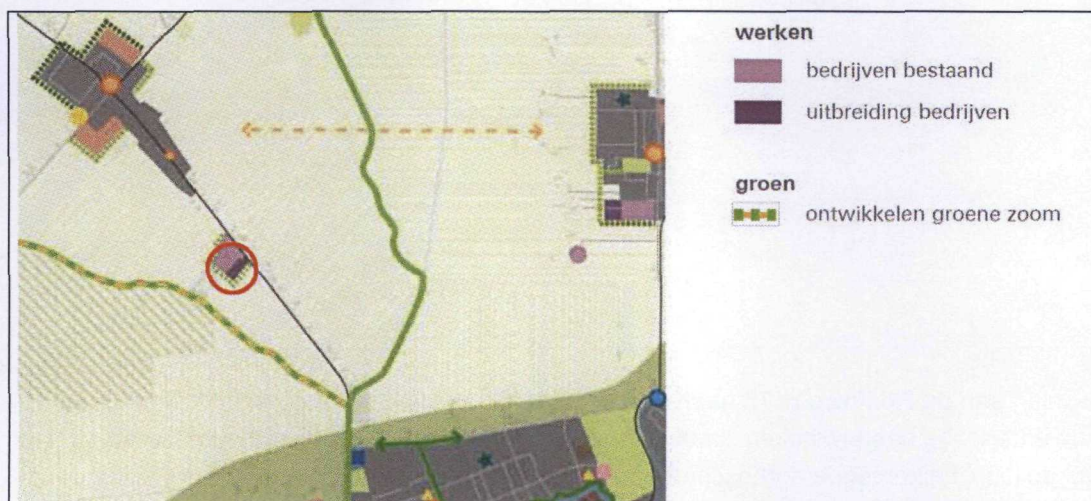 werken
bedrijven bestaand
uitbreiding bedrijven
groen
ontwikkelen groene zoom